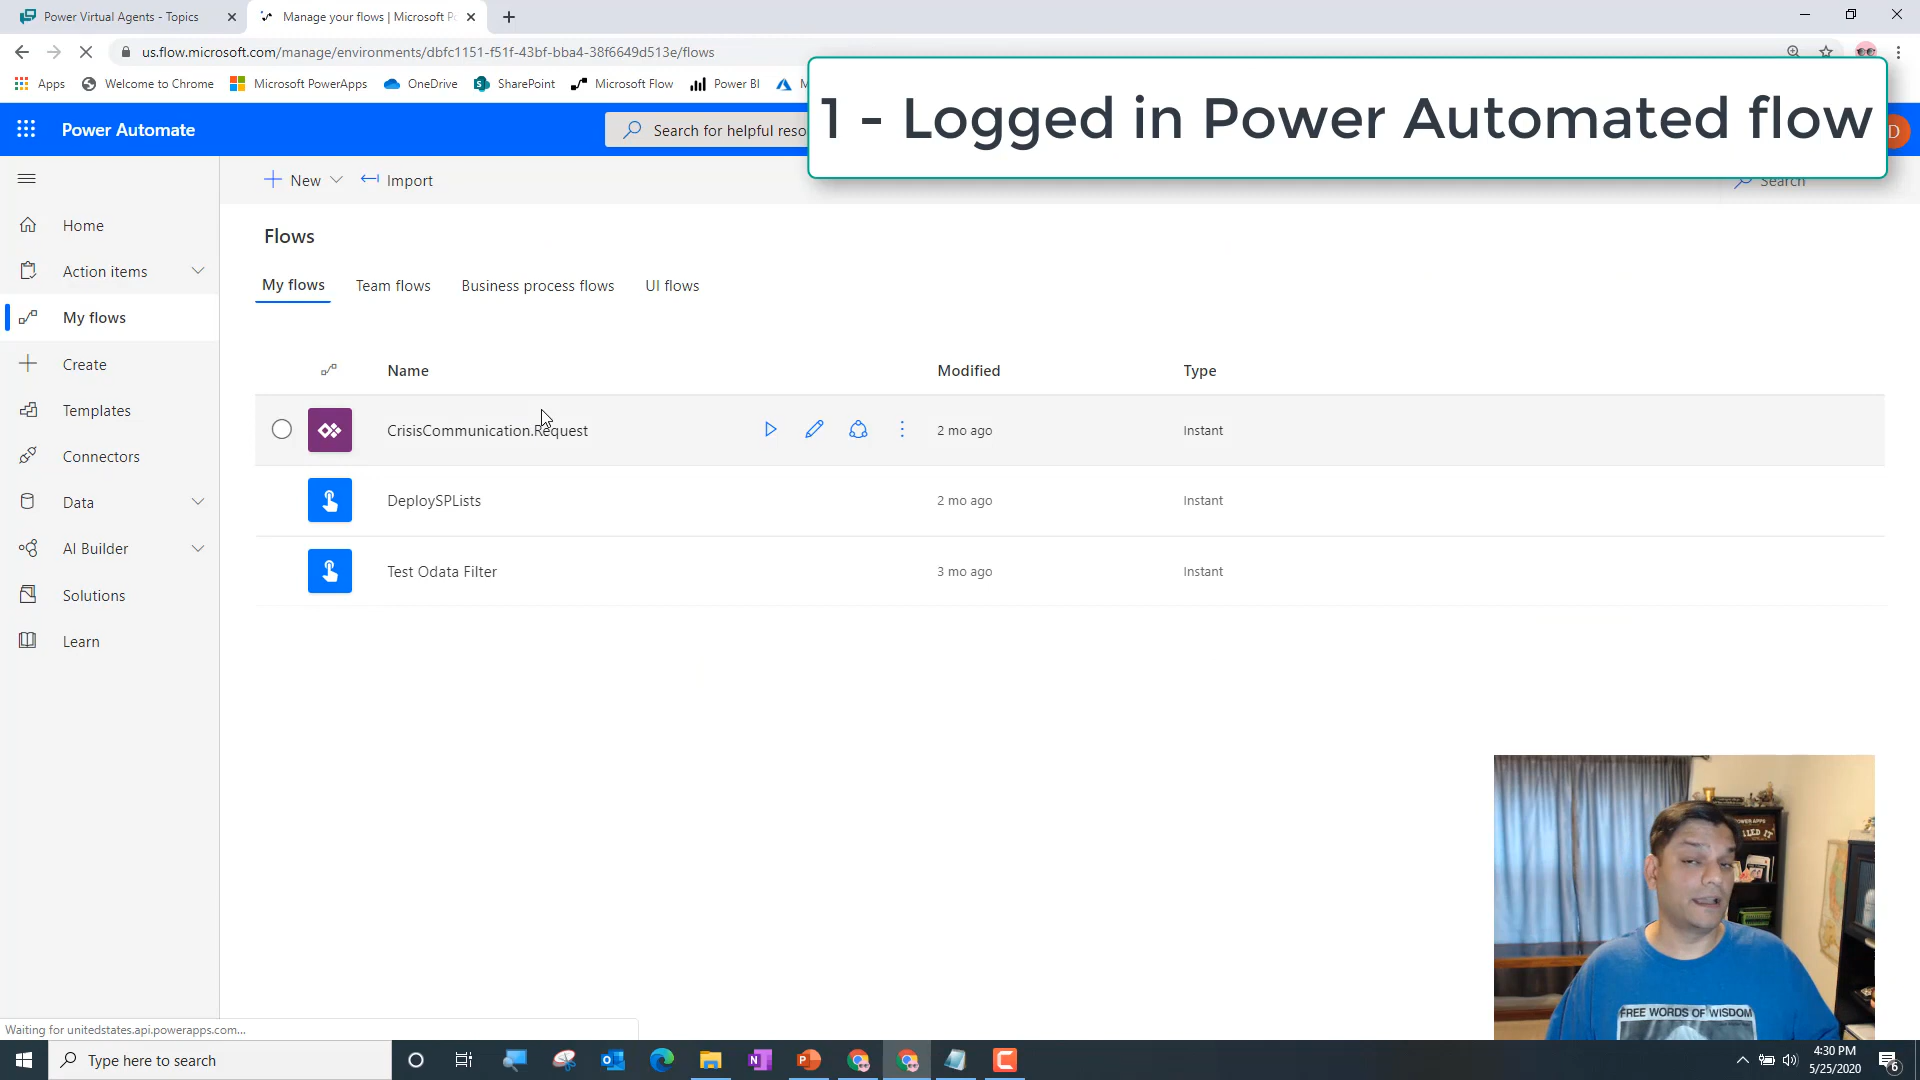 Power Virtual Agents - Topics
Manage your flows | Microsoft P
us.flow.microsoft.com/manage/environments/dbfc1151-f51f-43bf-bba4-38f6649d513e/flows
Apps Welcome to Chrome Microsoft PowerApps OneDrive SharePoint Microsoft Flow Power BI M
1 - Logged in Power Automated flow
Power Automate
Search for helpful reso
D
New Import
Search
Home
Action items
My flows
Create
Templates
Connectors
Data
AI Builder
Solutions
Learn
Flows
My flows Team flows Business process flows UI flows
Name Modified Type
CrisisCommunication.Request 2 mo ago Instant
DeploySPLists 2 mo ago Instant
Test Odata Filter 3 mo ago Instant
POWER APPS
FREE WORDS OF WISDOM
Waiting for unitedstates.api.powerapps.com...
Type here to search
4:30 PM
5/25/2020
6